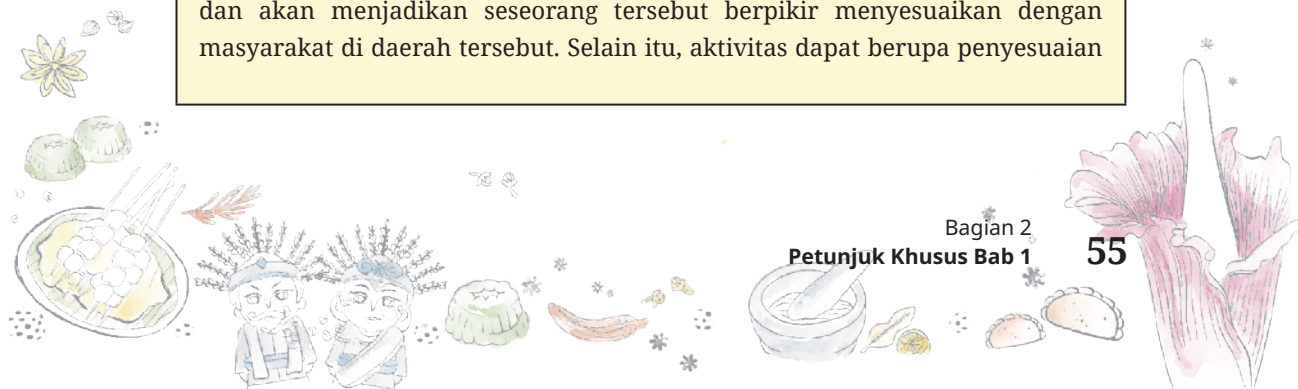 dan akan menjadikan seseorang tersebut berpikir menyesuaikan dengan
masyarakat di daerah tersebut. Selain itu, aktivitas dapat berupa penyesuaian
Bagian 2
Petunjuk Khusus Bab 1
55